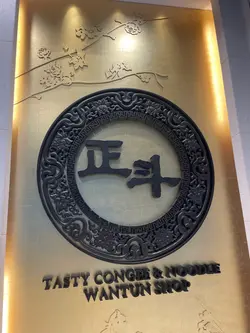 正斗
TASTY CONGEE & NOODLE
WANTUN SHOP